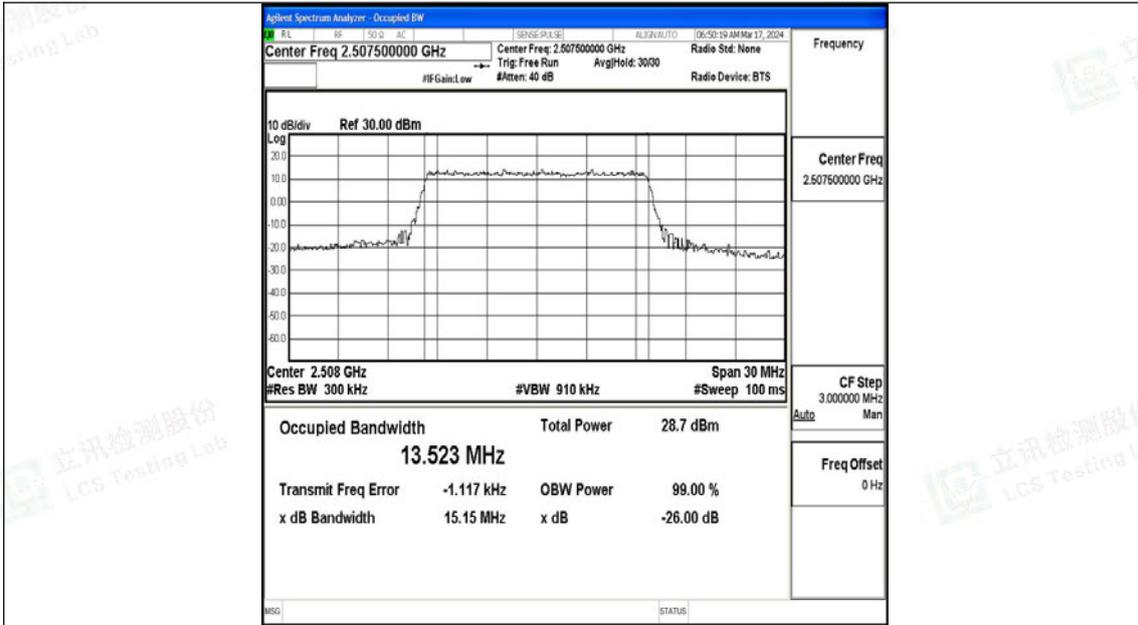 Agilent Spectrum Analyzer - Occupied BW
RL RF 50 Ω AC SENSE:PULSE ALIGNAUTO 06:50:19 AM Mar 17, 2024
Center Freq 2.507500000 GHz
Center Freq: 2.507500000 GHz
Radio Std: None
Trig: Free Run Avg|Hold: 30/30
#IFGain:Low #Atten: 40 dB Radio Device: BTS
Frequency
10 dB/div Ref 30.00 dBm
Log
20.0
10.0
0.00
-10.0
-20.0
-30.0
-40.0
-50.0
-60.0
Center 2.508 GHz Span 30 MHz
#Res BW 300 kHz #VBW 910 kHz #Sweep 100 ms
Center Freq
2.507500000 GHz
CF Step
3.000000 MHz
Auto Man
Freq Offset
0 Hz
Occupied Bandwidth Total Power 28.7 dBm
13.523 MHz
Transmit Freq Error -1.117 kHz OBW Power 99.00 %
x dB Bandwidth 15.15 MHz x dB -26.00 dB
MSG STATUS
立讯检测股份
LCS Testing Lab
立讯检测股份
LCS Testing L